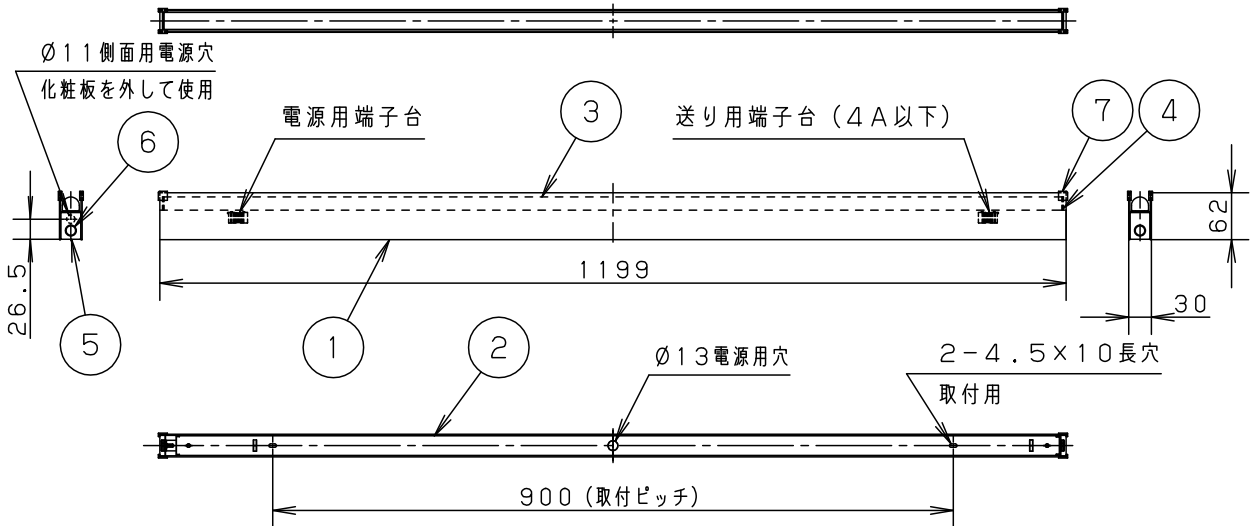 Ø11側面用電源穴
化粧板を外して使用
6
電源用端子台
3
送り用端子台（4A以下）
7
4
26.5
5
1199
1
62
30
2
Ø13電源用穴
2-4.5×10長穴
取付用
900（取付ピッチ）